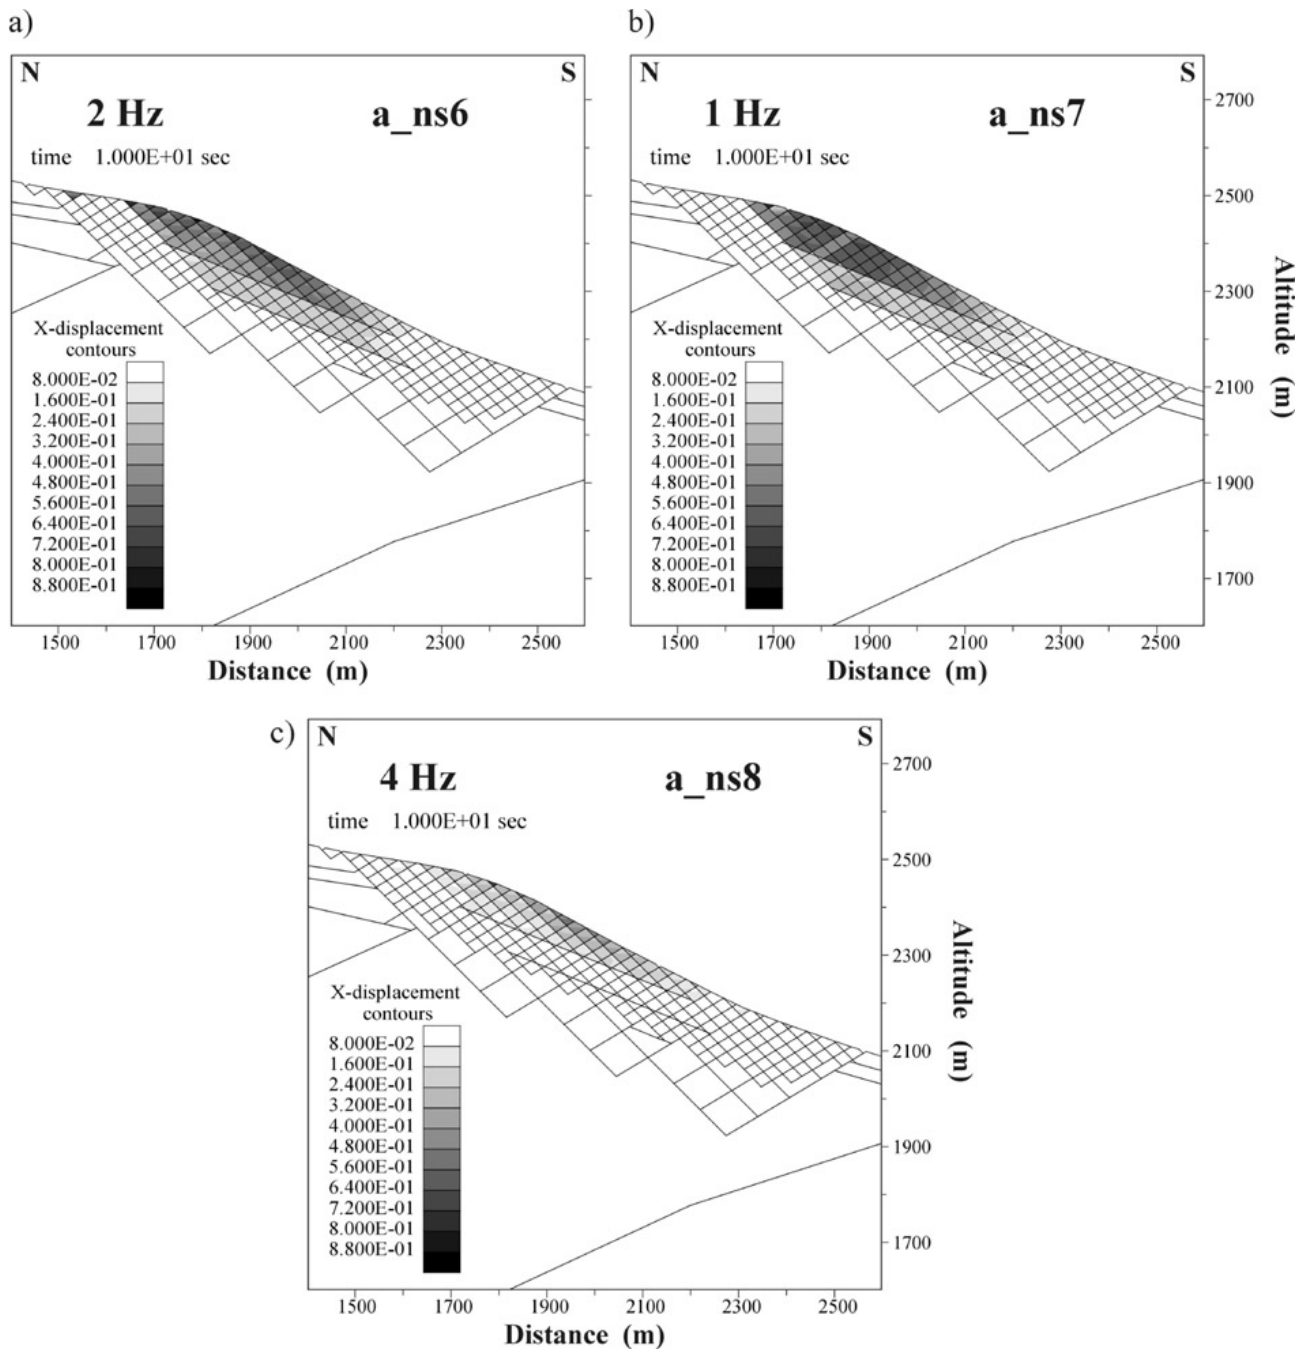 a)
N S
2 Hz a_ns6
time 1.000E+01 sec
X-displacement
contours
8.000E-02
1.600E-01
2.400E-01
3.200E-01
4.000E-01
4.800E-01
5.600E-01
6.400E-01
7.200E-01
8.000E-01
8.800E-01
1500 1700 1900 2100 2300 2500
Distance (m)
b)
N S
1 Hz a_ns7
time 1.000E+01 sec
X-displacement
contours
8.000E-02
1.600E-01
2.400E-01
3.200E-01
4.000E-01
4.800E-01
5.600E-01
6.400E-01
7.200E-01
8.000E-01
8.800E-01
2700
2500
2300
2100
1900
1700
Altitude (m)
1500 1700 1900 2100 2300 2500
Distance (m)
c)
N S
4 Hz a_ns8
time 1.000E+01 sec
X-displacement
contours
8.000E-02
1.600E-01
2.400E-01
3.200E-01
4.000E-01
4.800E-01
5.600E-01
6.400E-01
7.200E-01
8.000E-01
8.800E-01
2700
2500
2300
2100
1900
1700
Altitude (m)
1500 1700 1900 2100 2300 2500
Distance (m)